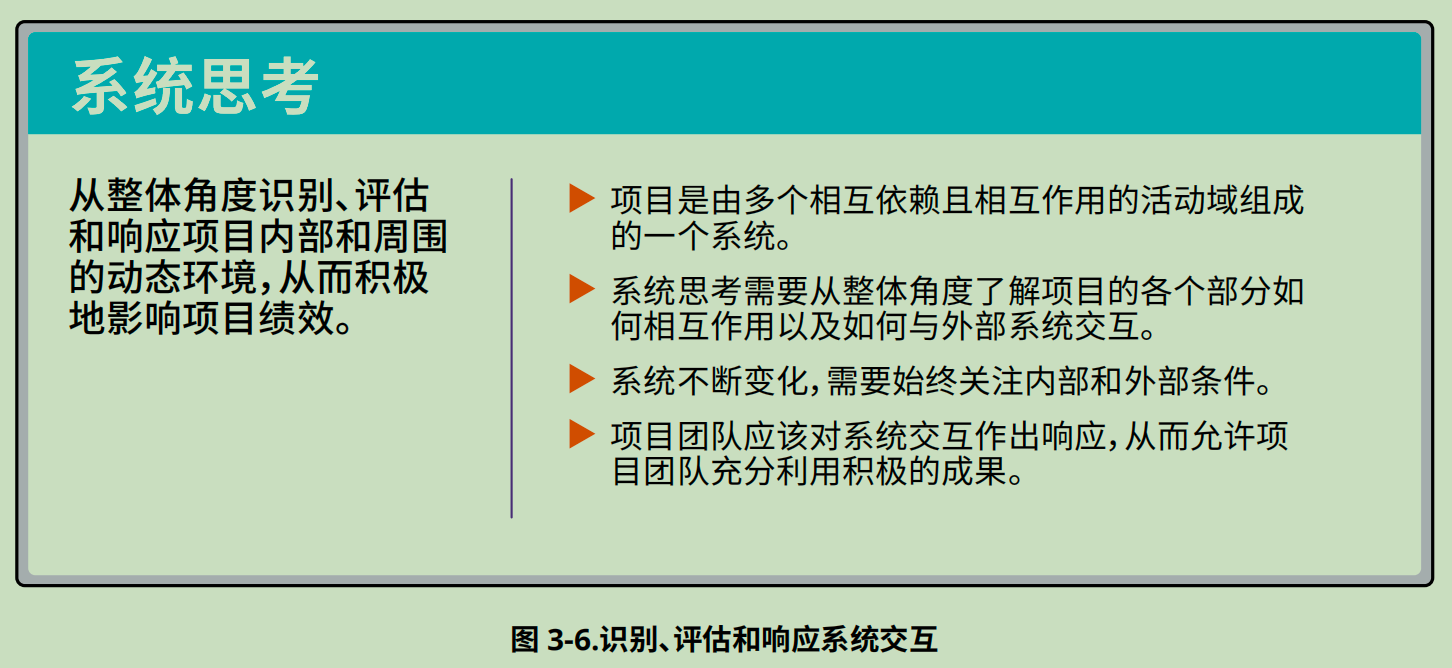 系统思考
从整体角度识别、评估
和响应项目内部和周围
的动态环境，从而积极
地影响项目绩效。
项目是由多个相互依赖且相互作用的活动域组成
的一个系统。
系统思考需要从整体角度了解项目的各个部分如
何相互作用以及如何与外部系统交互。
系统不断变化，需要始终关注内部和外部条件。
项目团队应该对系统交互作出响应，从而允许项
目团队充分利用积极的成果。
图 3-6.识别、评估和响应系统交互